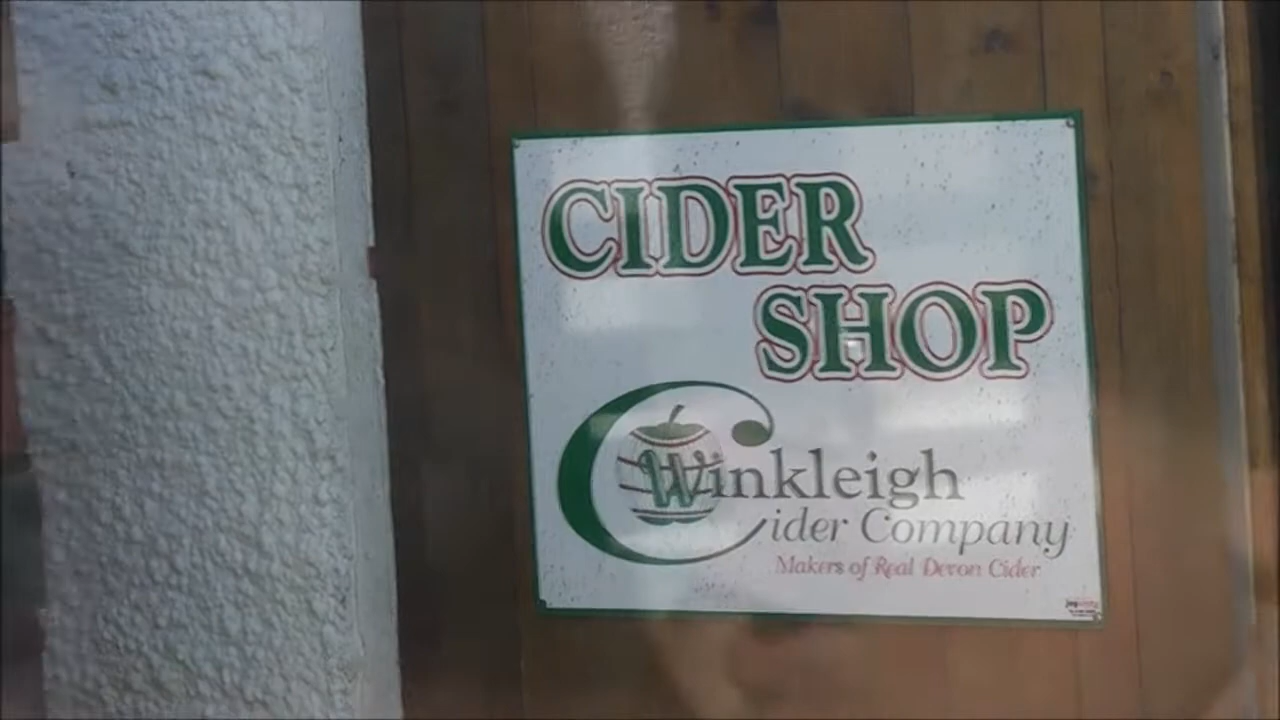 CIDER
SHOP
Winkleigh
Cider Company
Makers of Real Devon Cider